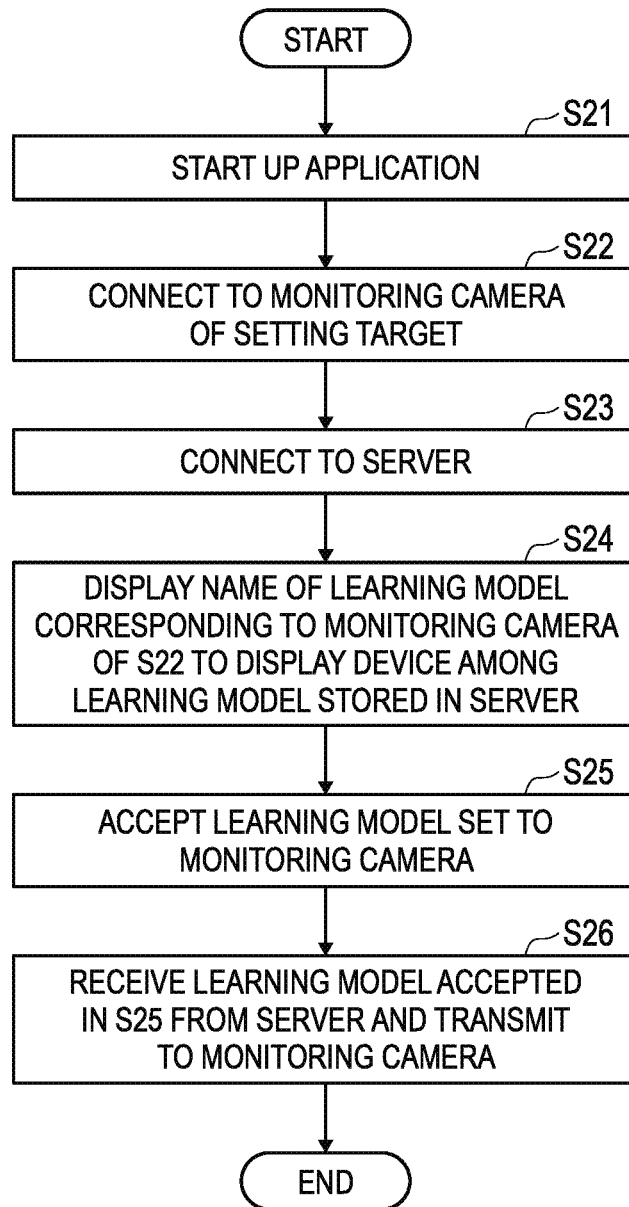 START
S21
START UP APPLICATION
S22
CONNECT TO MONITORING CAMERA
OF SETTING TARGET
S23
CONNECT TO SERVER
S24
DISPLAY NAME OF LEARNING MODEL
CORRESPONDING TO MONITORING CAMERA
OF S22 TO DISPLAY DEVICE AMONG
LEARNING MODEL STORED IN SERVER
S25
ACCEPT LEARNING MODEL SET TO
MONITORING CAMERA
S26
RECEIVE LEARNING MODEL ACCEPTED
IN S25 FROM SERVER AND TRANSMIT
TO MONITORING CAMERA
END